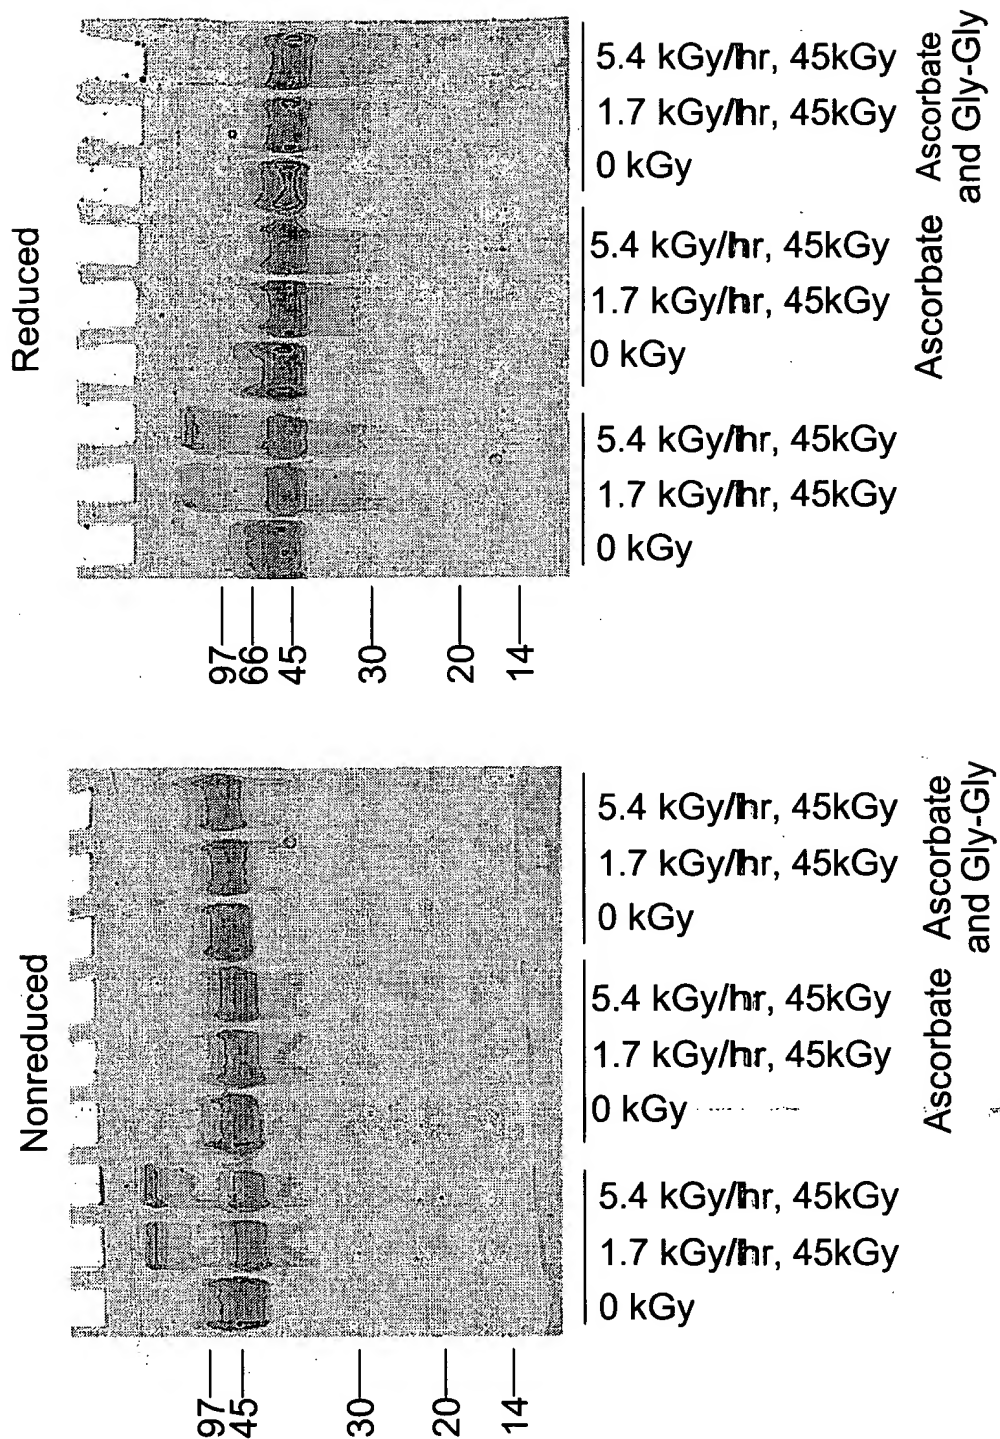 Reduced
5.4 kGy/hr, 45kGy
1.7 kGy/hr, 45kGy
0 kGy
Ascorbate
and Gly-Gly
5.4 kGy/hr, 45kGy
1.7 kGy/hr, 45kGy
0 kGy
Ascorbate
5.4 kGy/hr, 45kGy
1.7 kGy/hr, 45kGy
0 kGy
97
66
45
30
20
14
Nonreduced
5.4 kGy/hr, 45kGy
1.7 kGy/hr, 45kGy
0 kGy
Ascorbate
and Gly-Gly
5.4 kGy/hr, 45kGy
1.7 kGy/hr, 45kGy
0 kGy
Ascorbate
5.4 kGy/hr, 45kGy
1.7 kGy/hr, 45kGy
0 kGy
97
45
30
20
14